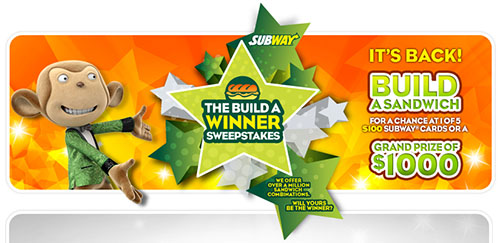 SUBWAY
THE BUILD A
WINNER
SWEEPSTAKES
WE OFFER
OVER A MILLION
SANDWICH
COMBINATIONS.
WILL YOURS
BE THE WINNER?
IT'S BACK!
BUILD
A SANDWICH
FOR A CHANCE AT 1 OF 5
$100 SUBWAY® CARDS OR A
GRAND PRIZE OF
$1000